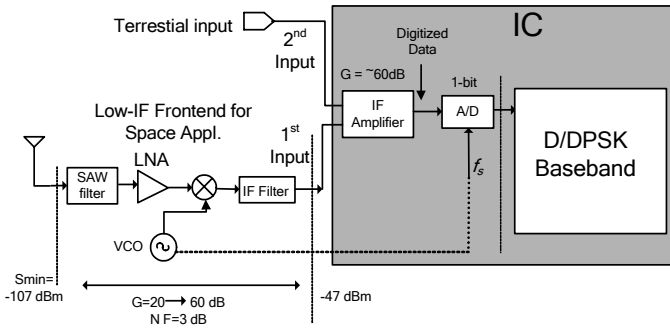 Terrestial input
2nd
Input
IC
Digitized
Data
G = ~60dB
1-bit
IF
Amplifier
A/D
D/DPSK
Baseband
Low-IF Frontend for
Space Appl.
1st
Input
LNA
SAW
filter
IF Filter
fs
VCO
Smin=
-107 dBm
G=20→ 60 dB
N F=3 dB
-47 dBm